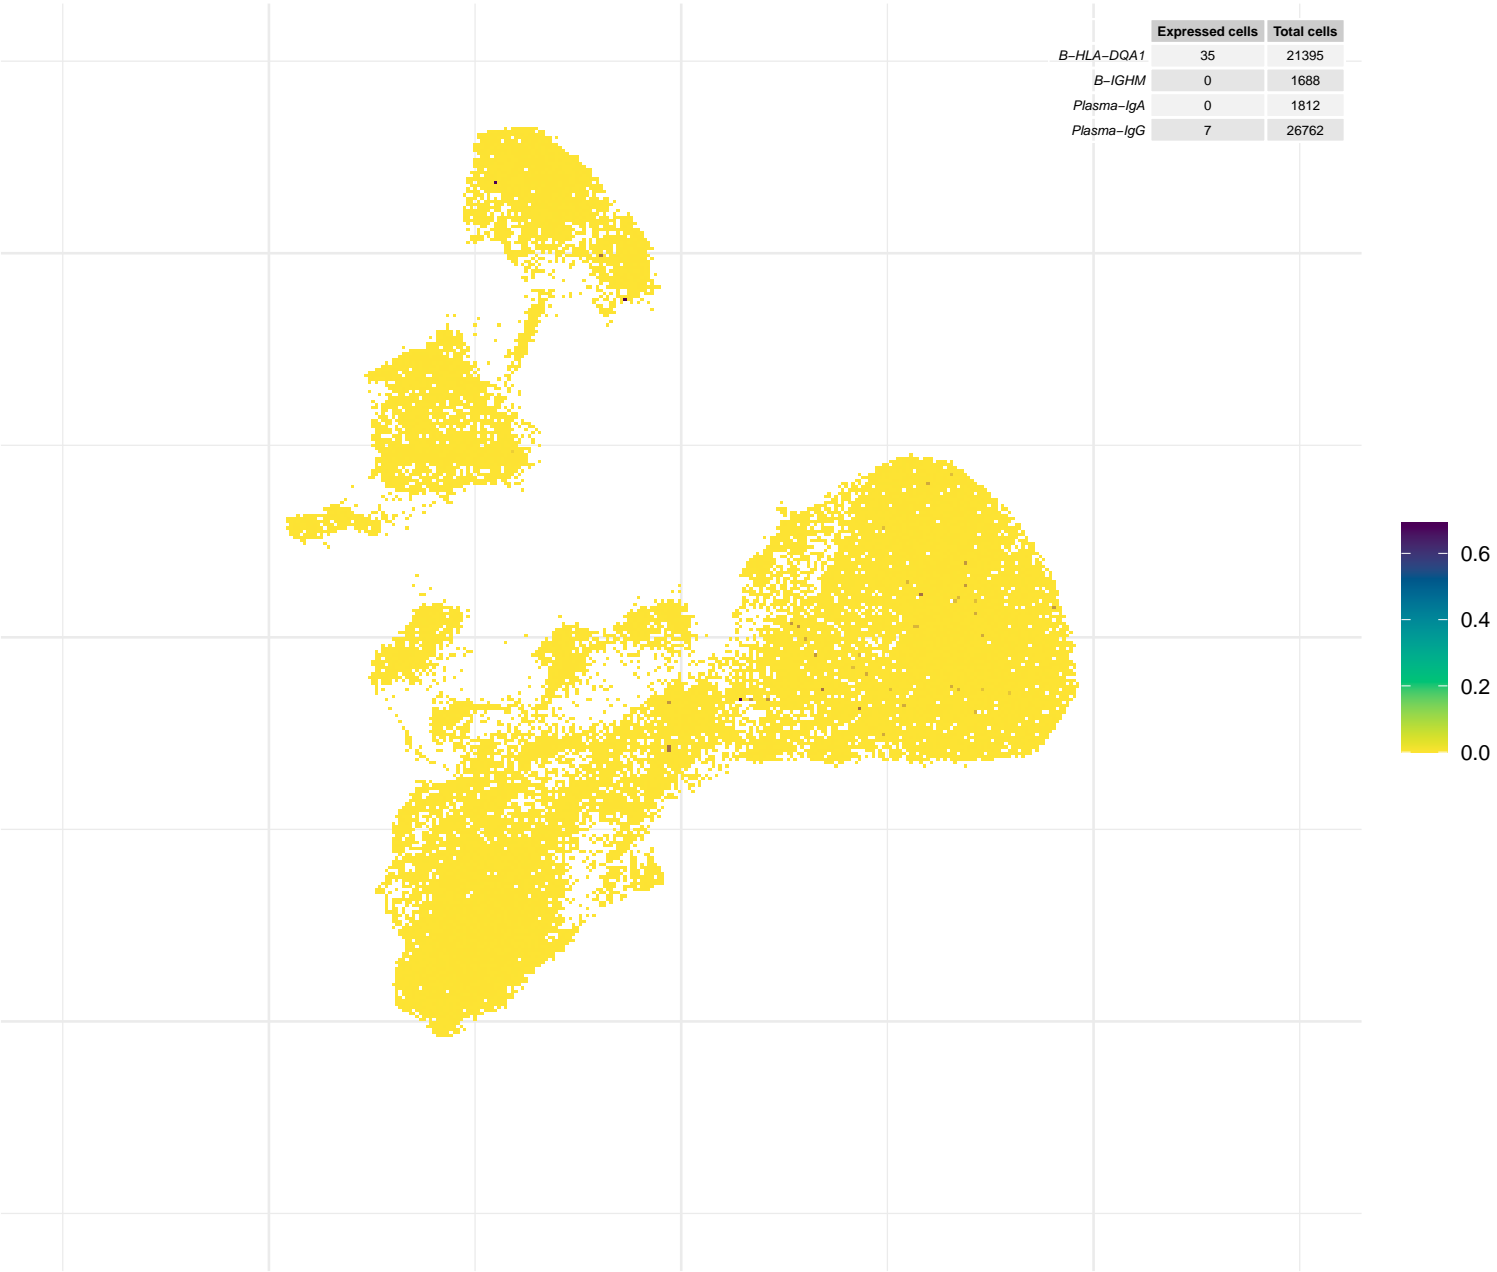 Expressed cells Total cells
B−HLA−DQA1 35 21395
B−IGHM 0 1688
Plasma−IgA 0 1812
Plasma−IgG 7 26762
0.6
0.4
0.2
0.0